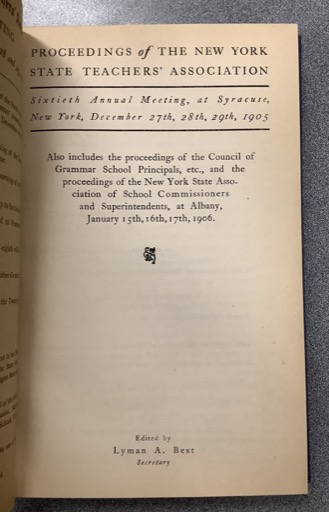 PROCEEDINGS of THE NEW YORK
STATE TEACHERS' ASSOCIATION
Sixtieth Annual Meeting, at Syracuse,
New York, December 27th, 28th, 29th, 1905
Also includes the proceedings of the Council of
Grammar School Principals, etc., and the
proceedings of the New York State Asso-
ciation of School Commissioners
and Superintendents, at Albany,
January 15th, 16th, 17th, 1906.
Edited by
Lyman A. Best
Secretary